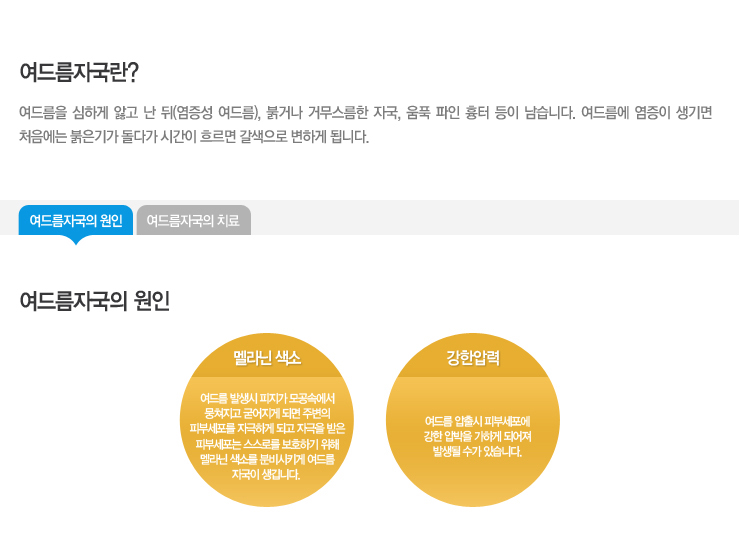 여드름자국란?
여드름을 심하게 앓고 난 뒤(염증성 여드름), 붉거나 거무스름한 자국, 움푹 파인 흉터 등이 남습니다. 여드름에 염증이 생기면
처음에는 붉은기가 돌다가 시간이 흐르면 갈색으로 변하게 됩니다.
여드름자국의 원인
여드름자국의 치료
여드름자국의 원인
멜라닌 색소
여드름 발생시 피지가 모공속에서
뭉쳐지고 굳어지게 되면 주변의
피부세포를 자극하게 되고 자극을 받은
피부세포는 스스로를 보호하기 위해
멜라닌 색소를 분비시키게 여드름
자국이 생깁니다.
강한압력
여드름 압출시 피부세포에
강한 압박을 가하게 되어져
발생될 수가 있습니다.